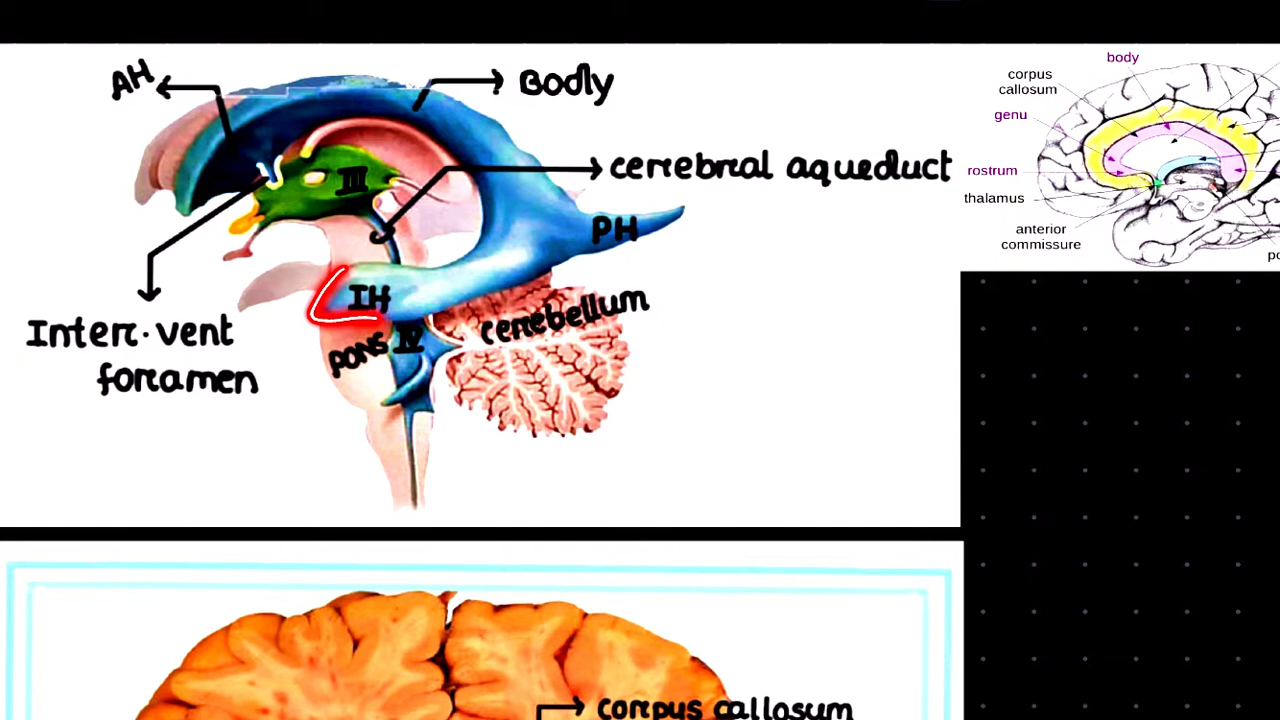 AH
Body
cerebral aqueduct
III
PH
IH
Inter.vent
foramen
cerebellum
PONS
IV
body
corpus
callosum
genu
rostrum
thalamus
anterior
commissure
po
corpus callosum